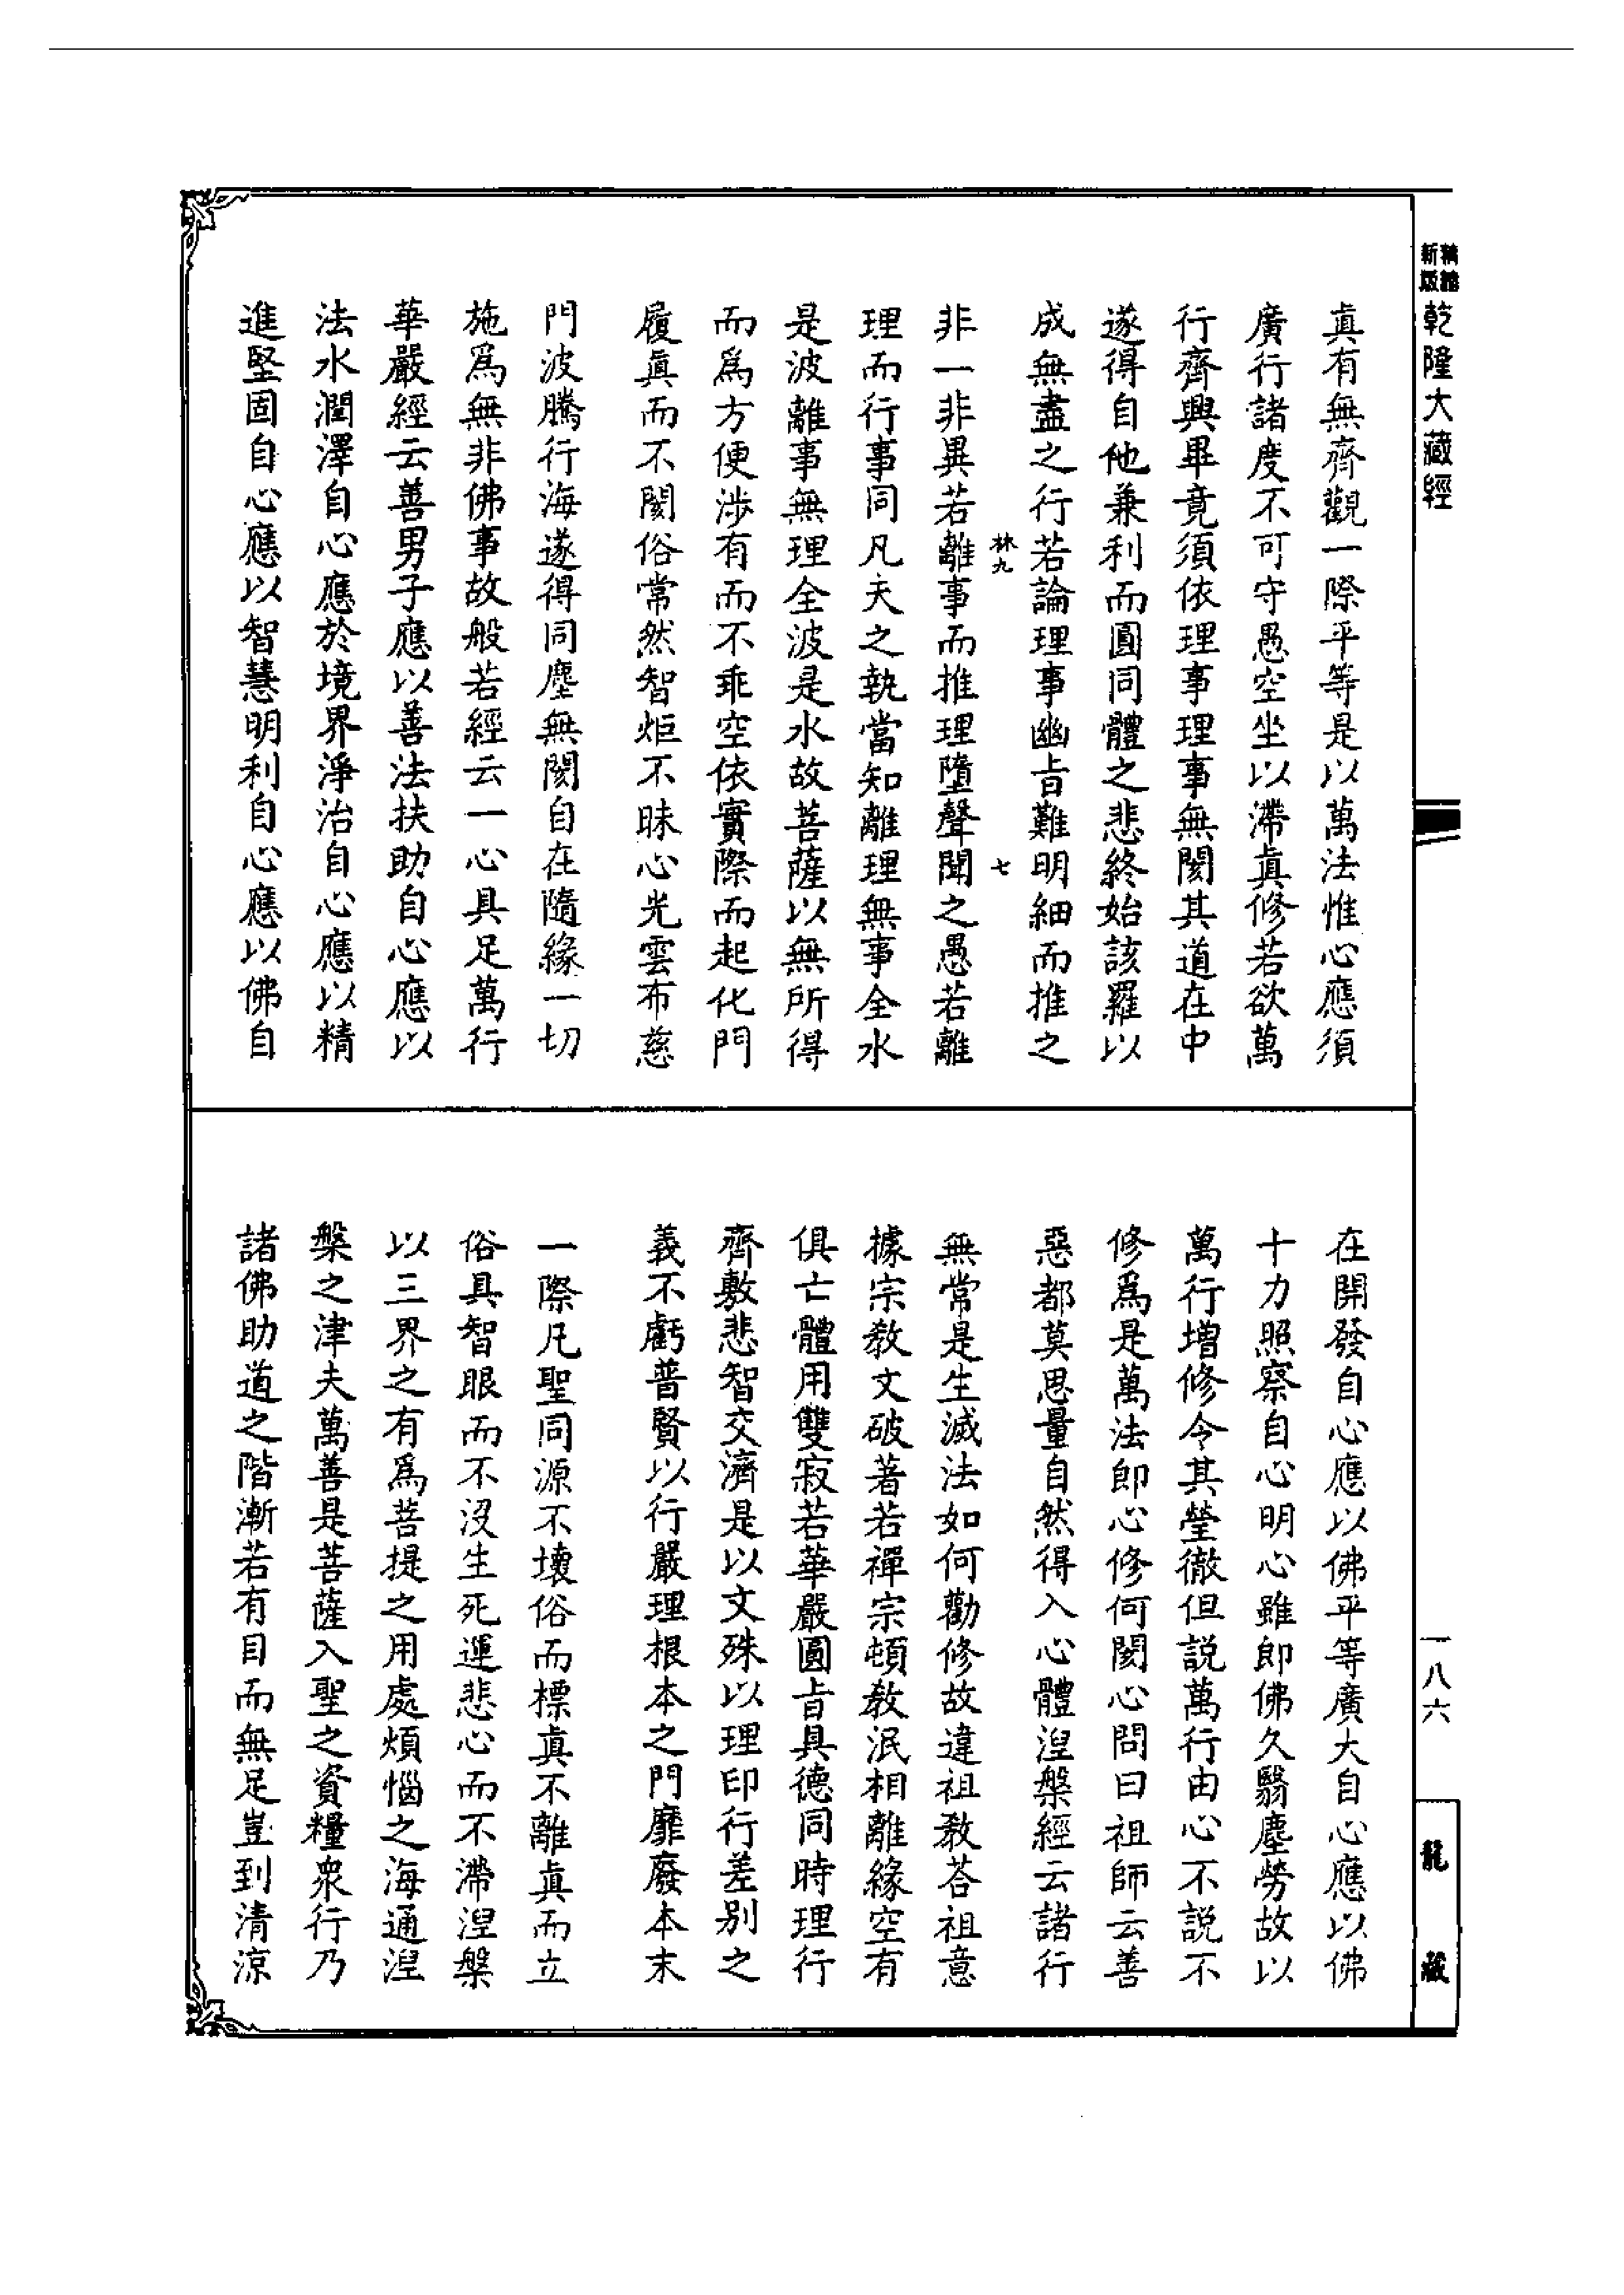 新版
精縮
乾隆大藏經
一八六
龍藏
真有無齊觀一際平等是以萬法惟心應須
廣行諸度不可守愚空坐以滯真修若欲萬
行齊興畢竟須依理事理事無閡其道在中
遂得自他兼利而圓同體之悲終始該羅以
成無盡之行若論理事幽旨難明細而推之
林九
七
非一非異若離事而推理墮聲聞之愚若離
理而行事同凡夫之執當知離理無事全水
是波離事無理全波是水故菩薩以無所得
而爲方便涉有而不乖空依實際而起化門
履真而不閡俗常然智炬不昧心光雲布慈
門波騰行海遂得同塵無閡自在隨緣一切
施爲無非佛事故般若經云一心具足萬行
華嚴經云善男子應以善法扶助自心應以
法水潤澤自心應於境界淨治自心應以精
進堅固自心應以智慧明利自心應以佛自
在開發自心應以佛平等廣大自心應以佛
十力照察自心明心雖即佛久翳塵勞故以
萬行增修令其瑩徹但説萬行由心不説不
修爲是萬法即心修何閡心問曰祖師云善
惡都莫思量自然得入心體涅槃經云諸行
無常是生滅法如何勸修故違祖教荅祖意
據宗教文破著若禪宗頓教泯相離緣空有
俱亡體用雙寂若華嚴圓旨具德同時理行
齊敷悲智交濟是以文殊以理印行差别之
義不虧普賢以行嚴理根本之門靡廢本末
一際凡聖同源不壞俗而標真不離真而立
俗具智眼而不沒生死運悲心而不滯涅槃
以三界之有爲菩提之用處煩惱之海通涅
槃之津夫萬善是菩薩入聖之資糧衆行乃
諸佛助道之階漸若有目而無足豈到清涼